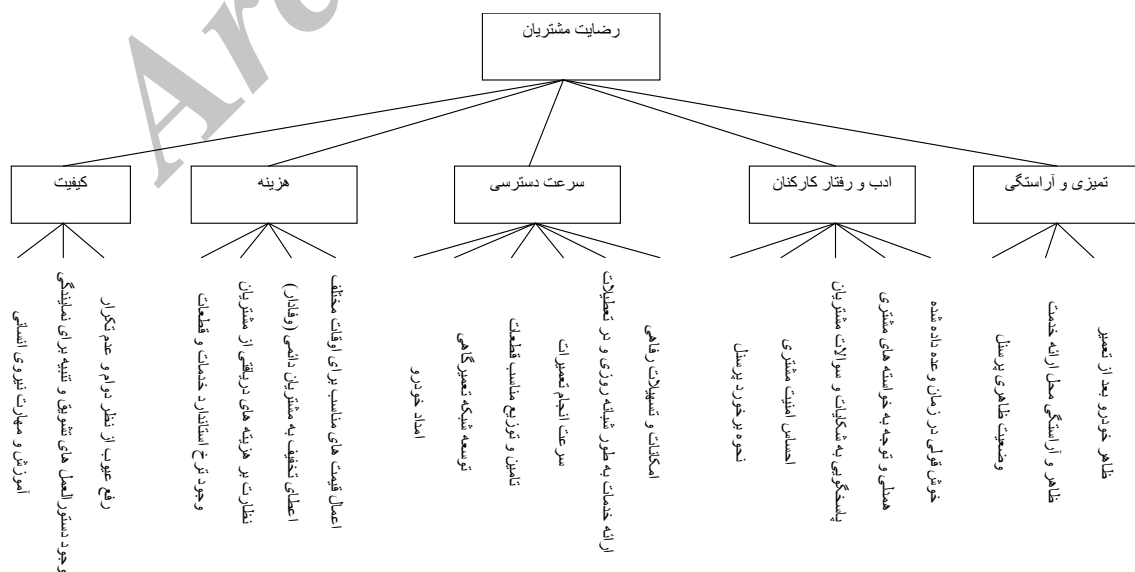 Ar
رضایت مشتریان
تمیزی و آراستگی
ادب و رفتار کارکنان
سرعت دسترسی
هزینه
کیفیت
ظاهر خودرو بعد از تعمیر
ظاهر و آراستگی محل ارائه خدمت
وضعیت ظاهری پرسنل
خوش قولی در زمان وعده داده شده
همدلی و توجه به خواسته های مشتری
پاسخگویی به شکایات و سوالات مشتریان
احساس امنیت مشتری
نحوه برخورد پرسنل
امکانات و تسهیلات رفاهی
ارائه خدمات به طور شبانه روزی و در تعطیلات
سرعت انجام تعمیرات
تامین و توزیع مناسب قطعات
توسعه شبکه تعمیرگاهی
امداد خودرو
اعمال قیمت های مناسب برای اوقات مختلف
اعطای تخفیف به مشتریان دائمی (وفادار)
نظارت بر هزینه های دریافتی از مشتریان
وجود نرخ استاندارد خدمات و قطعات
رفع عیوب از نظر دوام و عدم تکرار
وجود دستور العمل های تشویق و تنبیه برای نمایندگی
آموزش و مهارت نیروی انسانی